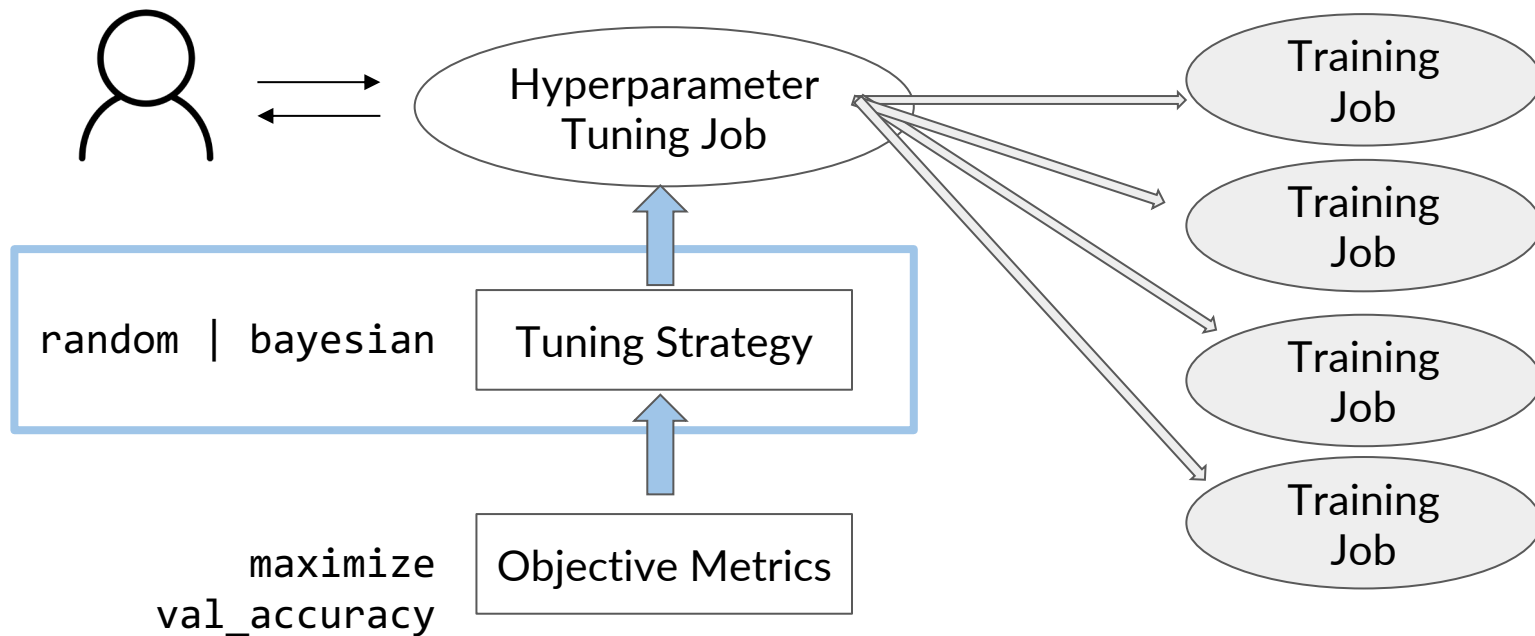 Hyperparameter
Tuning Job
Training
Job
Training
Job
random | bayesian
Tuning Strategy
Training
Job
maximize
val_accuracy
Objective Metrics
Training
Job